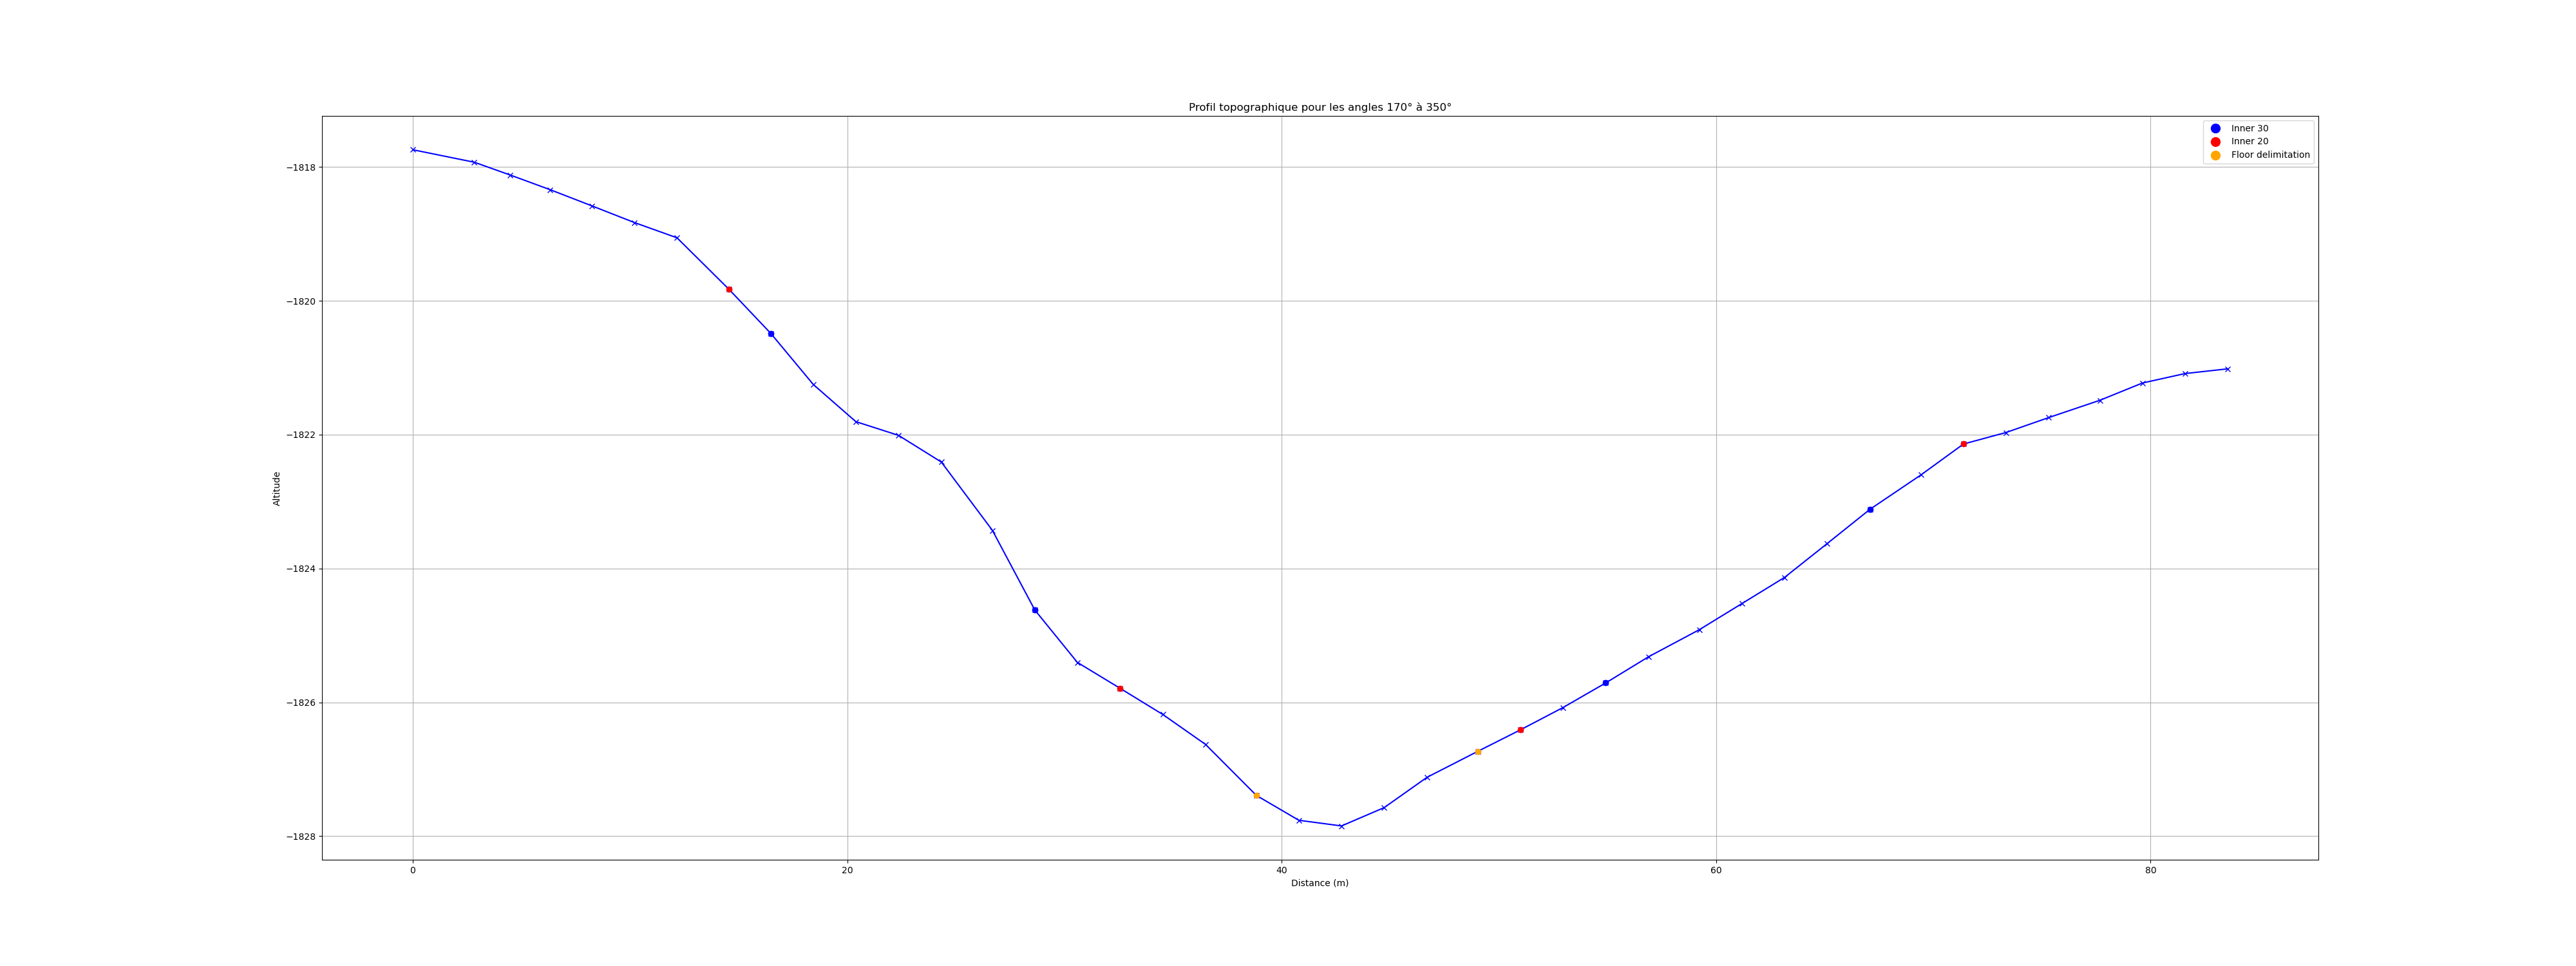 Profil topographique pour les angles 170° à 350°
Inner 30
Inner 20
Floor delimitation
Altitude
−1818
−1820
−1822
−1824
−1826
−1828
0
20
40
60
80
Distance (m)